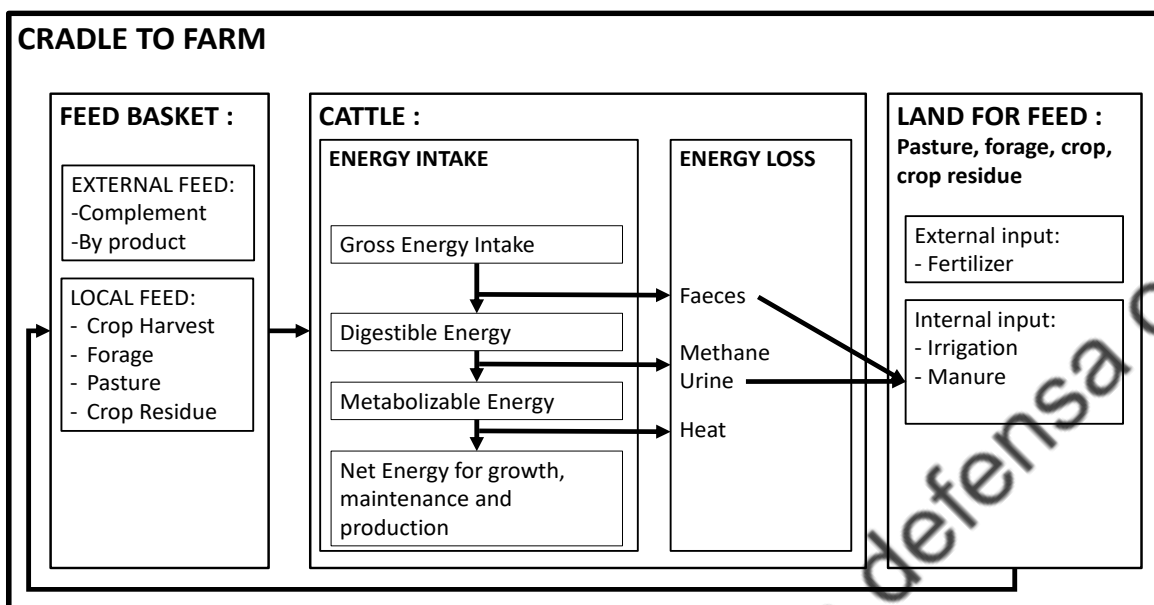 CRADLE TO FARM
FEED BASKET :
EXTERNAL FEED:
-Complement
-By product
LOCAL FEED:
- Crop Harvest
- Forage
- Pasture
- Crop Residue
CATTLE :
ENERGY INTAKE
Gross Energy Intake
Digestible Energy
Metabolizable Energy
Net Energy for growth,
maintenance and
production
ENERGY LOSS
Faeces
Methane
Urine
Heat
LAND FOR FEED :
Pasture, forage, crop,
crop residue
External input:
- Fertilizer
Internal input:
- Irrigation
- Manure
defensa